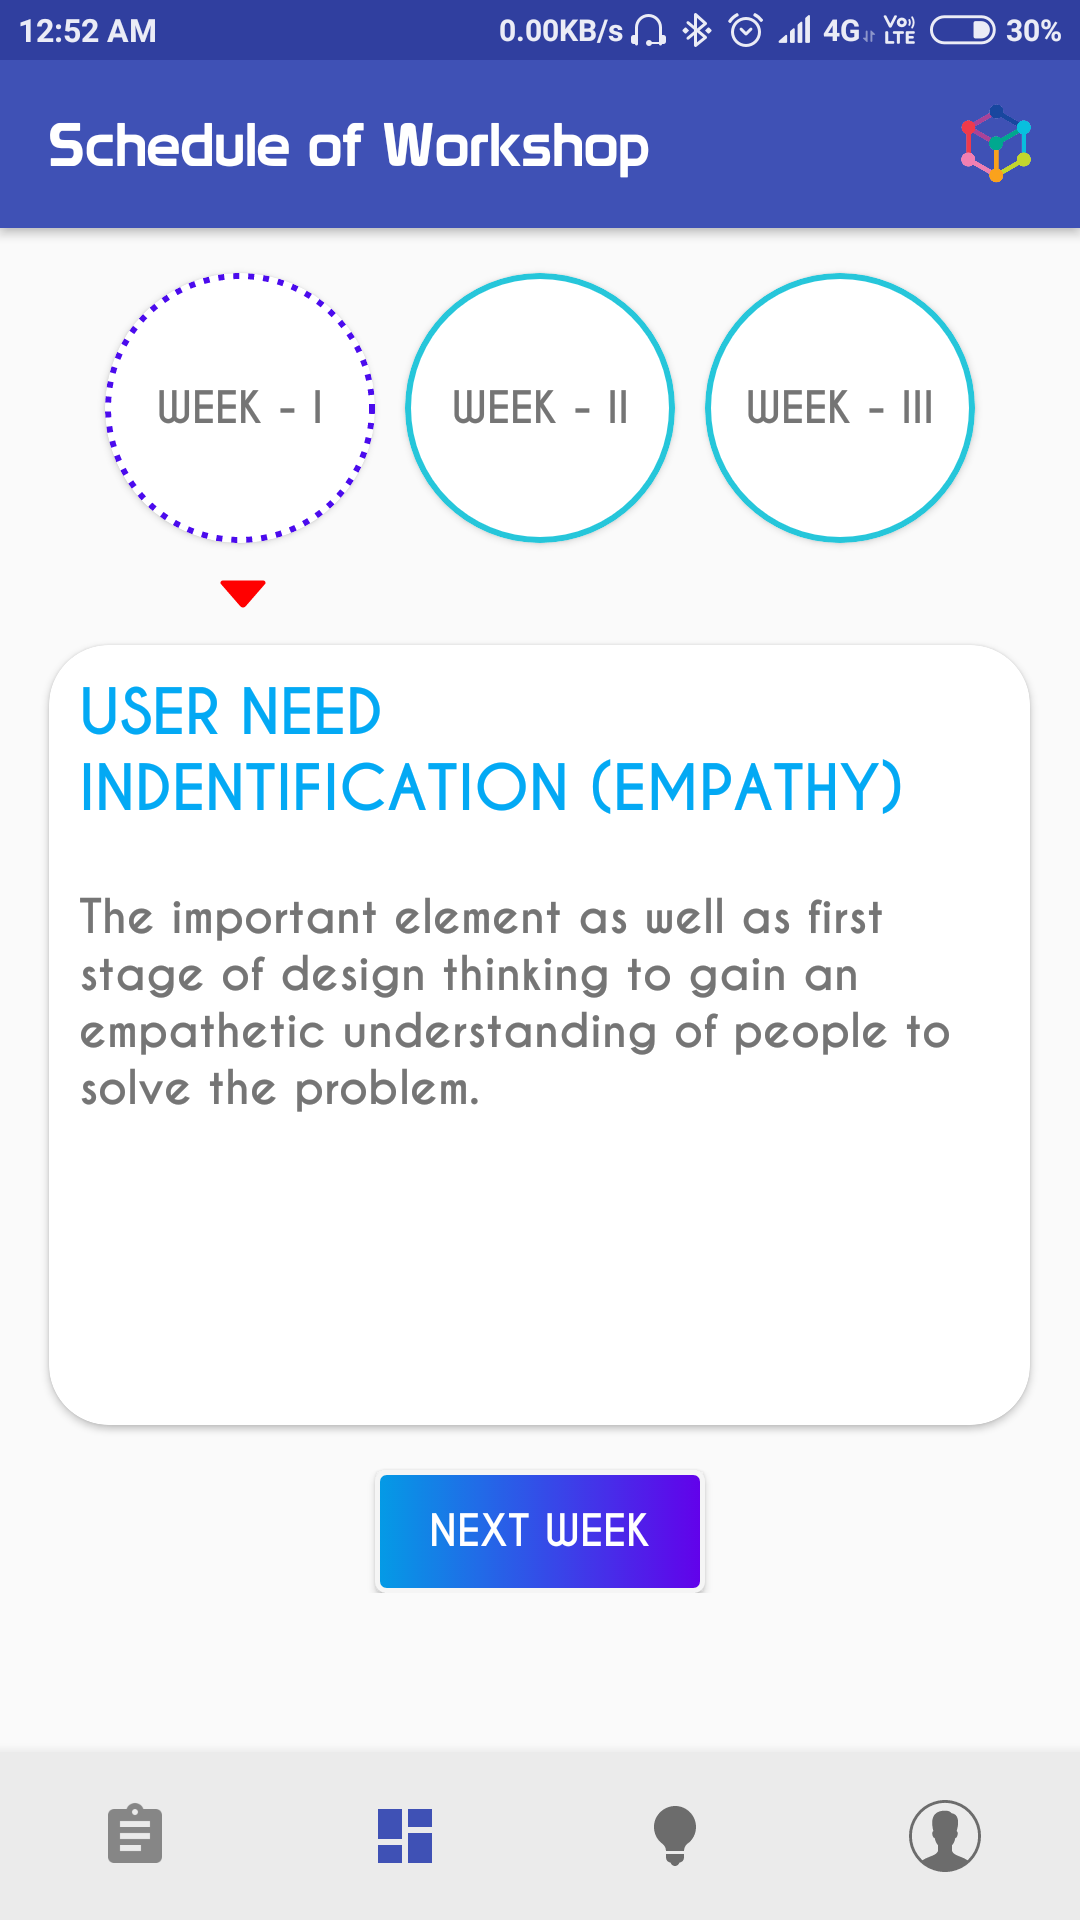 12:52 AM 0.00KB/s 4G Vo) LTE 30%
Schedule of Workshop
WEEK - I WEEK - II WEEK - III
USER NEED
INDENTIFICATION (EMPATHY)
The important element as well as first
stage of design thinking to gain an
empathetic understanding of people to
solve the problem.
NEXT WEEK